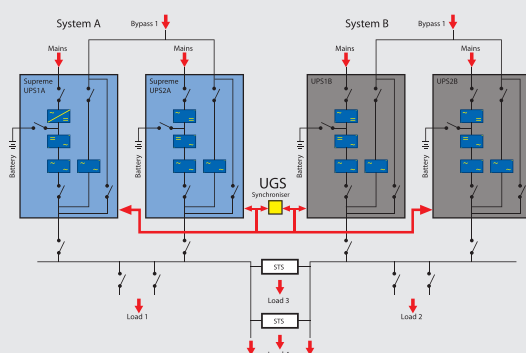 System A
Bypass 1
System B
Bypass 1
Mains
Mains
Mains
Mains
Supreme
UPS1A
Supreme
UPS2A
UPS1B
UPS2B
Battery
Battery
Battery
Battery
UGS
Synchroniser
STS
Load 3
Load 1
Load 2
STS